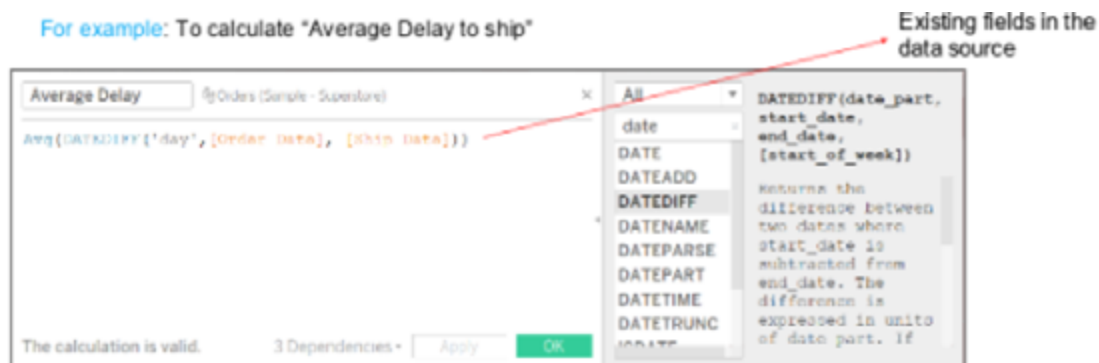 For example: To calculate “Average Delay to ship”
Existing fields in the
data source
Average Delay
Orders (Sample - Superstore)
×
Avg(DATEDIFF('day',[Order Date], [Ship Date]))
All
date
DATE
DATEADD
DATEDIFF
DATENAME
DATEPARSE
DATEPART
DATETIME
DATETRUNC
ISDATE
DATEDIFF(date_part,
start_date,
end_date,
[start_of_week])
Returns the
difference between
two dates where
start_date is
subtracted from
end_date. The
difference is
expressed in units
of date part. If
The calculation is valid.
3 Dependencies
Apply
OK